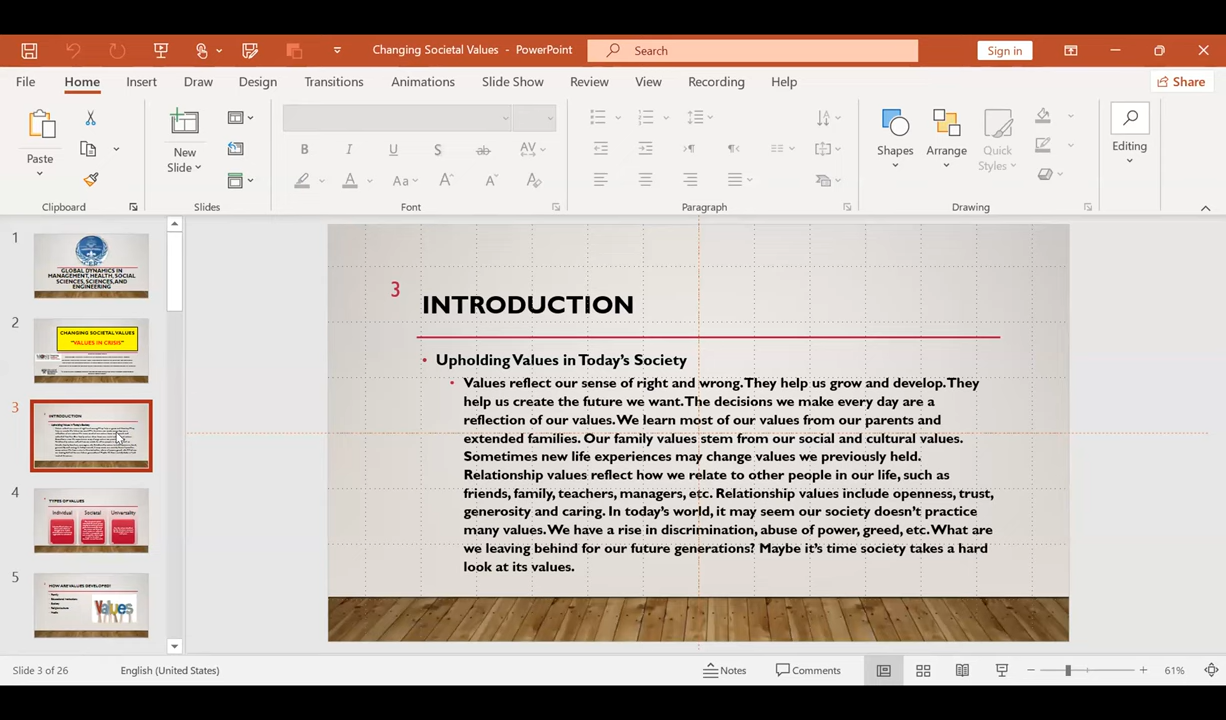 Changing Societal Values - PowerPoint
Search
Sign in
File Home Insert Draw Design Transitions Animations Slide Show Review View Recording Help
Share
Paste
New
Slide
B I U S ab AV
A Aa A A A
Shapes
Arrange
Quick
Styles
Editing
Clipboard
Slides
Font
Paragraph
Drawing
1
GLOBAL DYNAMICS IN
MANAGEMENT, HEALTH, SOCIAL
SCIENCES, SCIENCES, AND
ENGINEERING
2
CHANGING SOCIETAL VALUES
"VALUES IN CRISIS"
3
INTRODUCTION
4
TYPES OF VALUES
Individual Societal Universality
5
HOW ARE VALUES DEVELOPED?
Values
3
INTRODUCTION
• Upholding Values in Today's Society
• Values reflect our sense of right and wrong. They help us grow and develop. They
help us create the future we want. The decisions we make every day are a
reflection of our values. We learn most of our values from our parents and
extended families. Our family values stem from our social and cultural values.
Sometimes new life experiences may change values we previously held.
Relationship values reflect how we relate to other people in our life, such as
friends, family, teachers, managers, etc. Relationship values include openness, trust,
generosity and caring. In today's world, it may seem our society doesn't practice
many values. We have a rise in discrimination, abuse of power, greed, etc. What are
we leaving behind for our future generations? Maybe it's time society takes a hard
look at its values.
Slide 3 of 26
English (United States)
Notes
Comments
61%